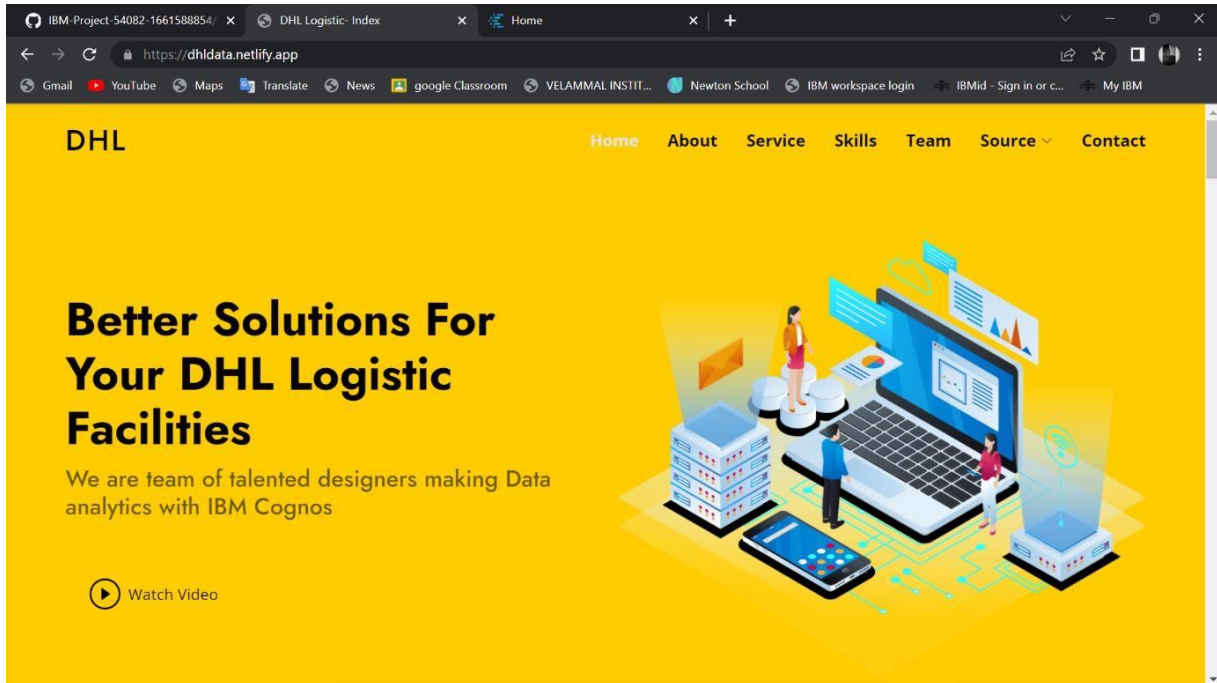 IBM-Project-54082-1661588854/
DHL Logistic- Index
Home
https://dhldata.netlify.app
Gmail YouTube Maps Translate News google Classroom VELAMMAL INSTIT... Newton School IBM workspace login IBMid - Sign in or c... My IBM
DHL
Home About Service Skills Team Source Contact
Better Solutions For
Your DHL Logistic
Facilities
We are team of talented designers making Data
analytics with IBM Cognos
Watch Video